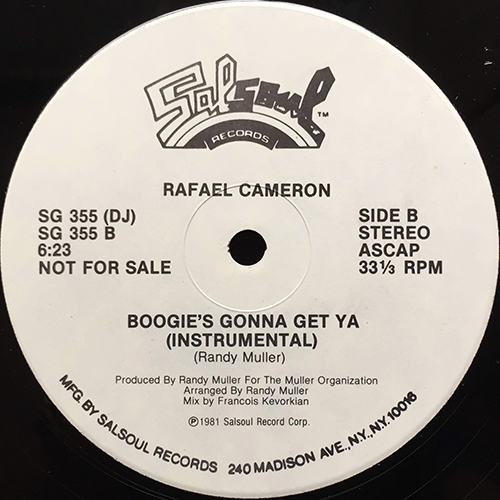 Salsoul TM
RECORDS
RAFAEL CAMERON
SG 355 (DJ)
SG 355 B
6:23
NOT FOR SALE
SIDE B
STEREO
ASCAP
33⅓ RPM
BOOGIE'S GONNA GET YA
(INSTRUMENTAL)
(Randy Muller)
Produced By Randy Muller For The Muller Organization
Arranged By Randy Muller
Mix by Francois Kevorkian
℗1981 Salsoul Record Corp.
MFG. BY SALSOUL RECORDS 240 MADISON AVE., N.Y., N.Y. 10016